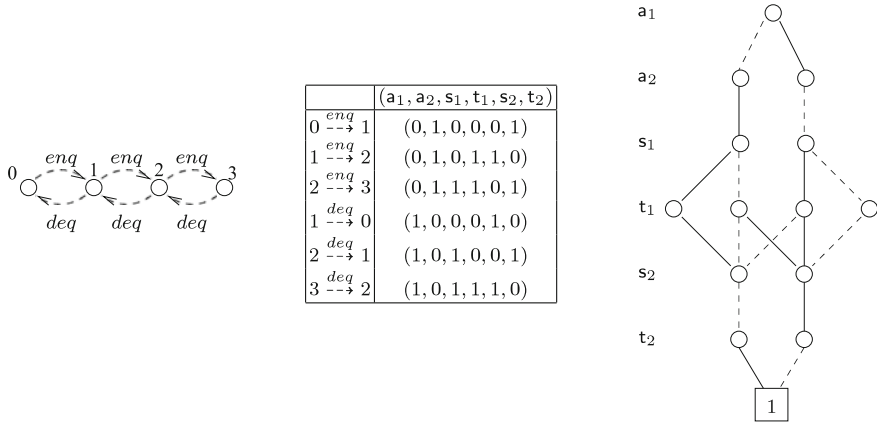 0 1 2 3
enq enq enq
deq deq deq
(a₁, a₂, s₁, t₁, s₂, t₂)
0 enq⇢ 1 (0, 1, 0, 0, 0, 1)
1 enq⇢ 2 (0, 1, 0, 1, 1, 0)
2 enq⇢ 3 (0, 1, 1, 1, 0, 1)
1 deq⇢ 0 (1, 0, 0, 0, 1, 0)
2 deq⇢ 1 (1, 0, 1, 0, 0, 1)
3 deq⇢ 2 (1, 0, 1, 1, 1, 0)
a₁
a₂
s₁
t₁
s₂
t₂
1